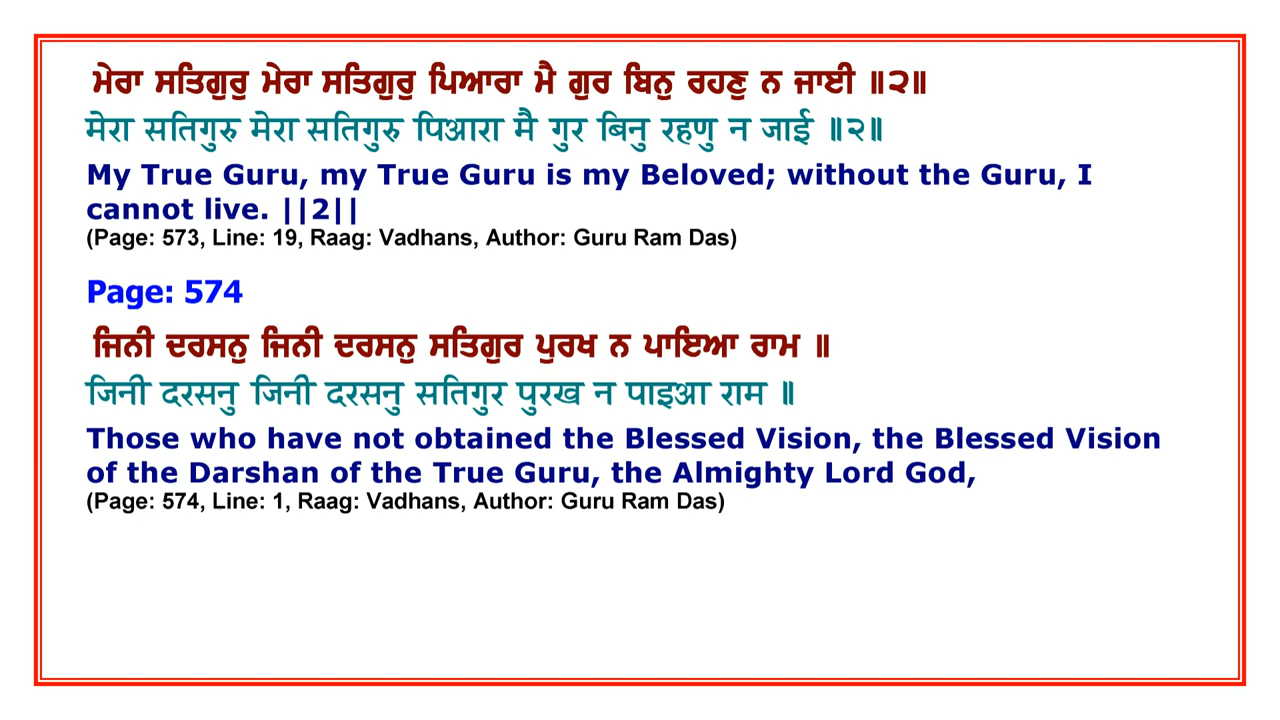 ਮੇਰਾ ਸਤਿਗੁਰੁ ਮੇਰਾ ਸਤਿਗੁਰੁ ਪਿਆਰਾ ਮੈ ਗੁਰ ਬਿਨੁ ਰਹਣੁ ਨ ਜਾਈ ॥੨॥
मेरा सतिगुरु मेरा सतिगुरु पिआरा मै गुर बिनु रहणु न जाई ॥२॥
My True Guru, my True Guru is my Beloved; without the Guru, I
cannot live. ||2||
(Page: 573, Line: 19, Raag: Vadhans, Author: Guru Ram Das)
Page: 574
ਜਿਨੀ ਦਰਸਨੁ ਜਿਨੀ ਦਰਸਨੁ ਸਤਿਗੁਰ ਪੁਰਖ ਨ ਪਾਇਆ ਰਾਮ ॥
जिनी दरसनु जिनी दरसनु सतिगुर पुरख न पाइआ राम ॥
Those who have not obtained the Blessed Vision, the Blessed Vision
of the Darshan of the True Guru, the Almighty Lord God,
(Page: 574, Line: 1, Raag: Vadhans, Author: Guru Ram Das)